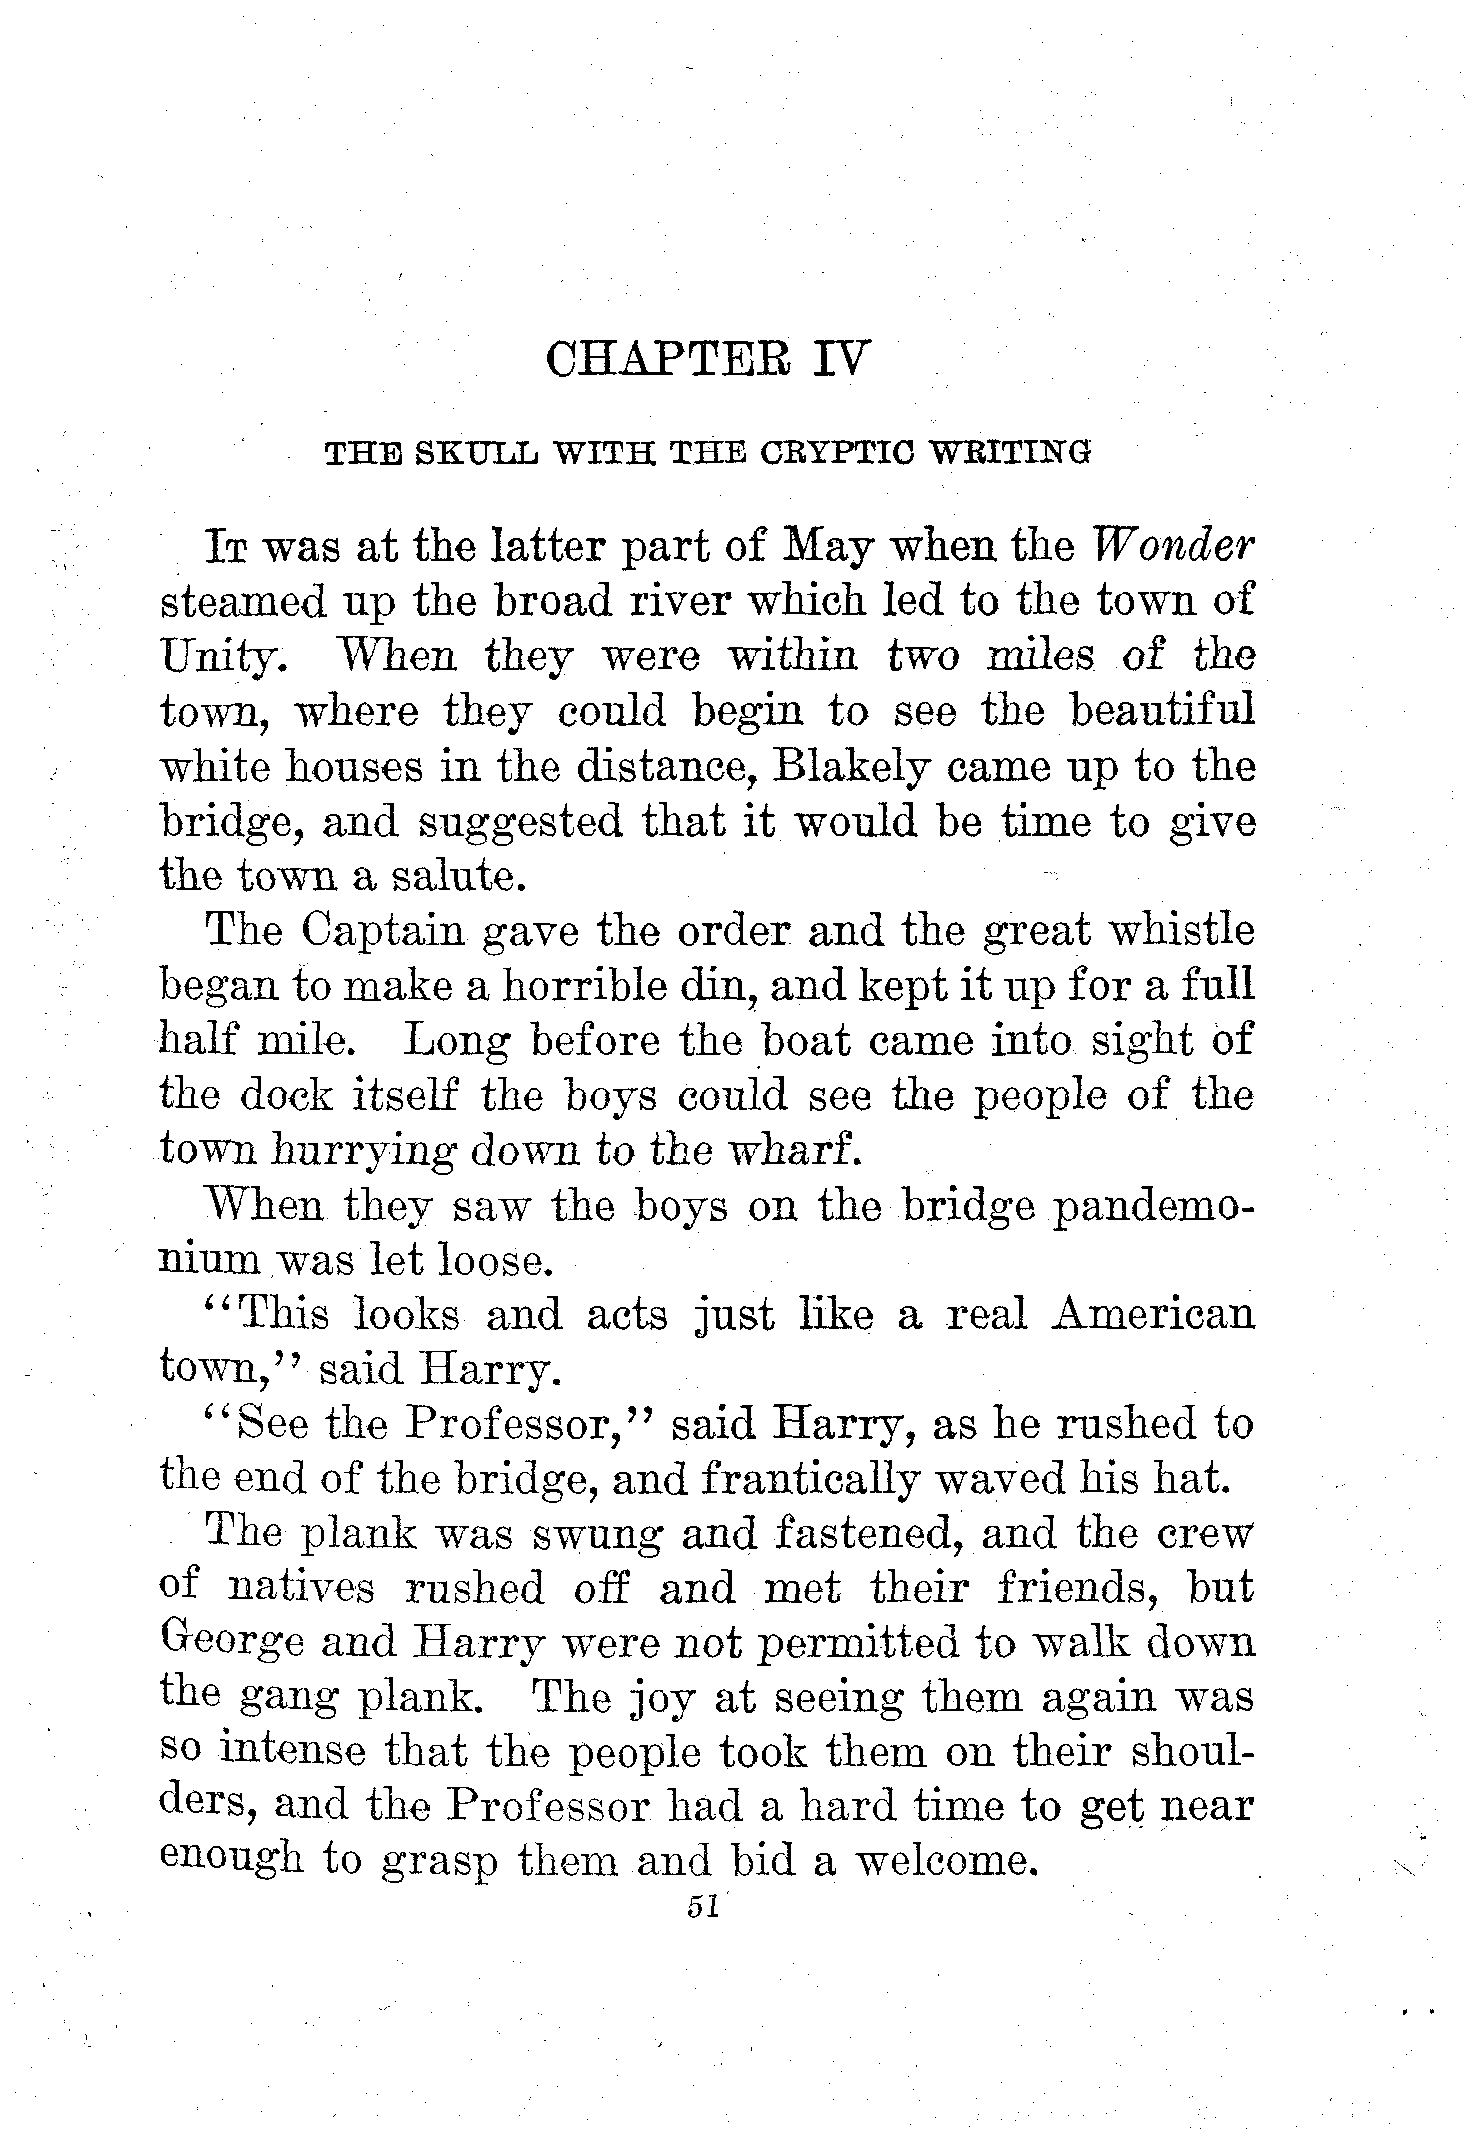 CHAPTER IV
THE SKULL WITH THE CRYPTIC WRITING
It was at the latter part of May when the Wonder
steamed up the broad river which led to the town of
Unity. When they were within two miles of the
town, where they could begin to see the beautiful
white houses in the distance, Blakely came up to the
bridge, and suggested that it would be time to give
the town a salute.
The Captain gave the order and the great whistle
began to make a horrible din, and kept it up for a full
half mile. Long before the boat came into sight of
the dock itself the boys could see the people of the
town hurrying down to the wharf.
When they saw the boys on the bridge pandemo-
nium was let loose.
"This looks and acts just like a real American
town," said Harry.
"See the Professor," said Harry, as he rushed to
the end of the bridge, and frantically waved his hat.
The plank was swung and fastened, and the crew
of natives rushed off and met their friends, but
George and Harry were not permitted to walk down
the gang plank. The joy at seeing them again was
so intense that the people took them on their shoul-
ders, and the Professor had a hard time to get near
enough to grasp them and bid a welcome.
51